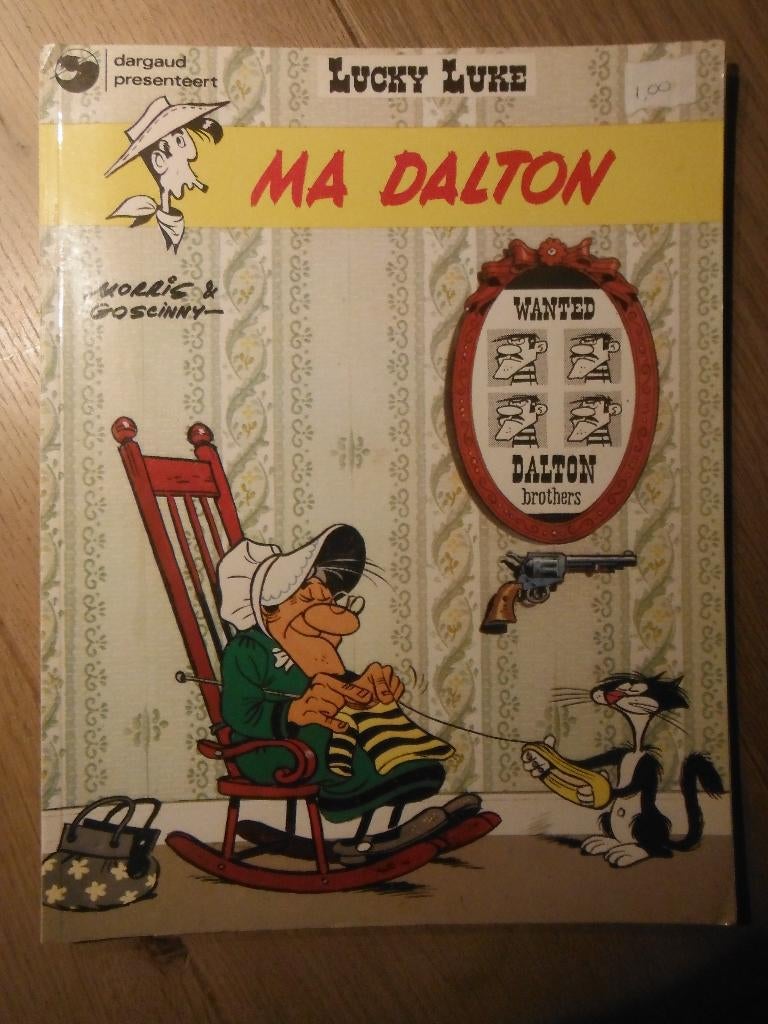 dargaud
presenteert
LUCKY LUKE
1,00
MA DALTON
MORRIS &
GOSCINNY
WANTED
DALTON
brothers